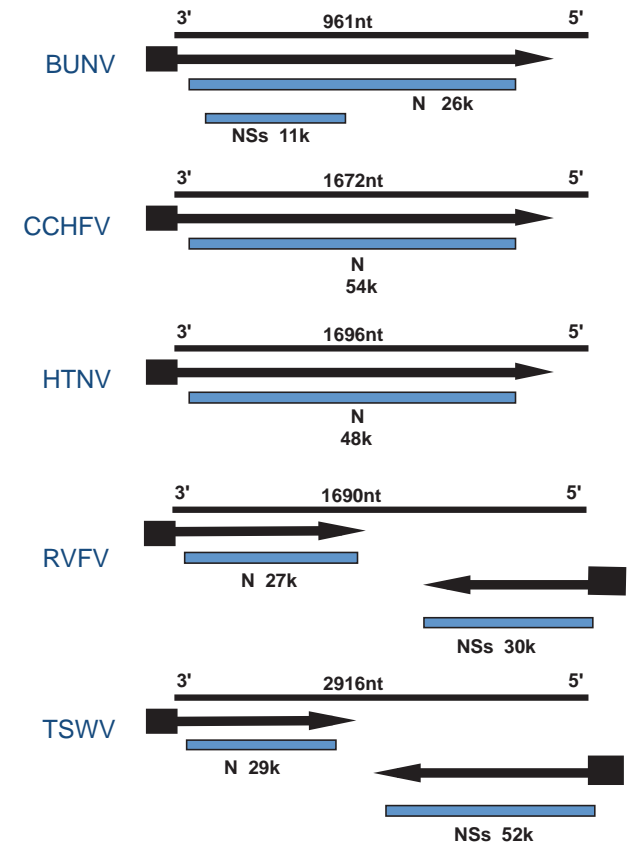 3' 961nt 5'
BUNV
N 26k
NSs 11k
3' 1672nt 5'
CCHFV
N
54k
3' 1696nt 5'
HTNV
N
48k
3' 1690nt 5'
RVFV
N 27k
NSs 30k
3' 2916nt 5'
TSWV
N 29k
NSs 52k